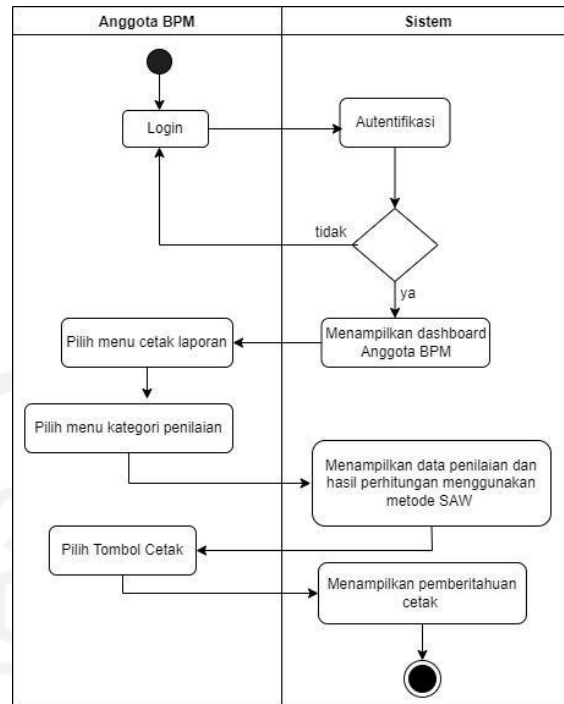 Anggota BPM
Sistem
Login
Autentifikasi
tidak
ya
Menampilkan dashboard
Anggota BPM
Pilih menu cetak laporan
Pilih menu kategori penilaian
Menampilkan data penilaian dan
hasil perhitungan menggunakan
metode SAW
Pilih Tombol Cetak
Menampilkan pemberitahuan
cetak